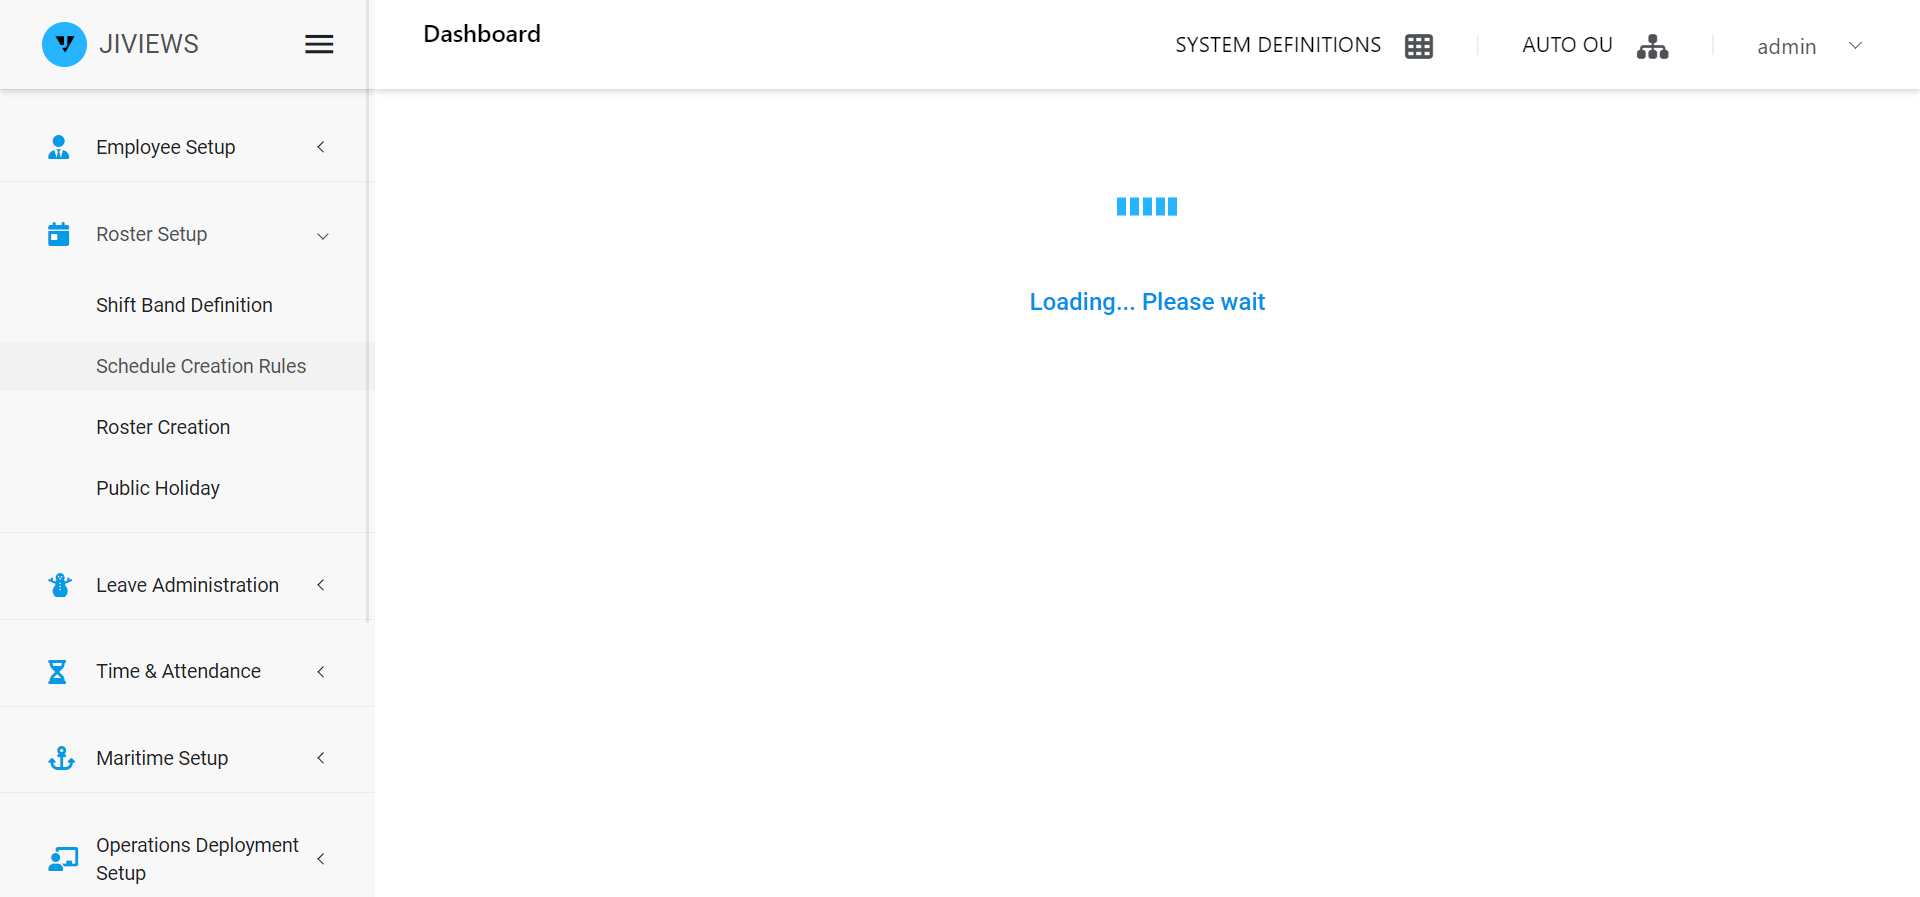 JIVIEWS
Dashboard
SYSTEM DEFINITIONS
AUTO OU
admin
Employee Setup
Roster Setup
Shift Band Definition
Schedule Creation Rules
Roster Creation
Public Holiday
Leave Administration
Time & Attendance
Maritime Setup
Operations Deployment
Setup
Loading... Please wait